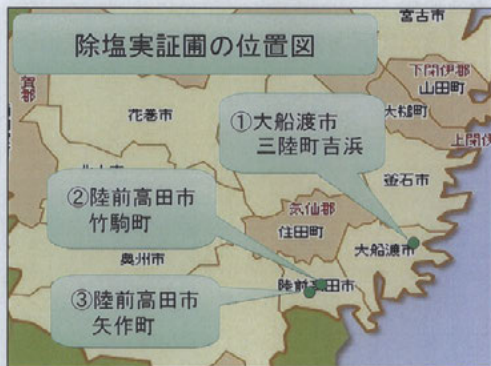 除塩実証圃の位置図
宮古市
下閉伊郡
山田町
大槌町
上閉伊
賀
郡
花巻市
①大船渡市
三陸町吉浜
釜石市
②陸前高田市
竹駒町
気仙郡
住田町
大船渡市
奥州市
陸前高田市
③陸前高田市
矢作町